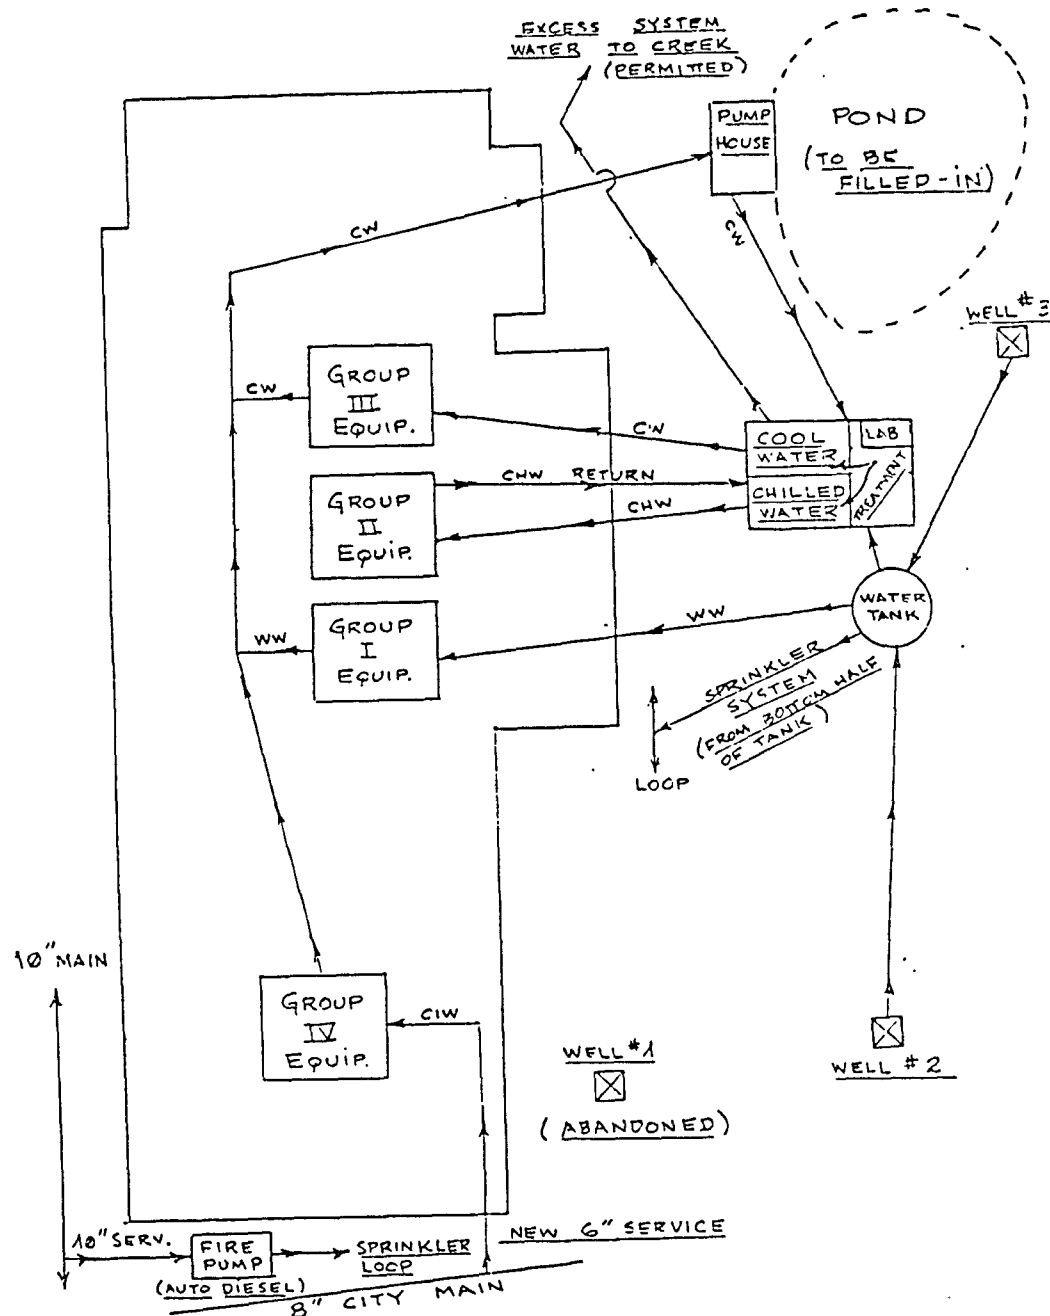 EXCESS SYSTEM
WATER TO CREEK
(PERMITTED)
PUMP
HOUSE
POND
(TO BE
FILLED-IN)
CW
CW
WELL #3
GROUP
III
EQUIP.
CW
CW
COOL
WATER
LAB
TREATMENT
CHILLED
WATER
GROUP
II
EQUIP.
CHW RETURN
CHW
WATER
TANK
GROUP
I
EQUIP.
WW
WW
SPRINKLER
SYSTEM
(FROM BOTTOM HALF
OF TANK)
LOOP
10" MAIN
GROUP
IV
EQUIP.
CIW
WELL #1
(ABANDONED)
WELL #2
10" SERV.
FIRE
PUMP
(AUTO DIESEL)
SPRINKLER
LOOP
NEW 6" SERVICE
8" CITY MAIN